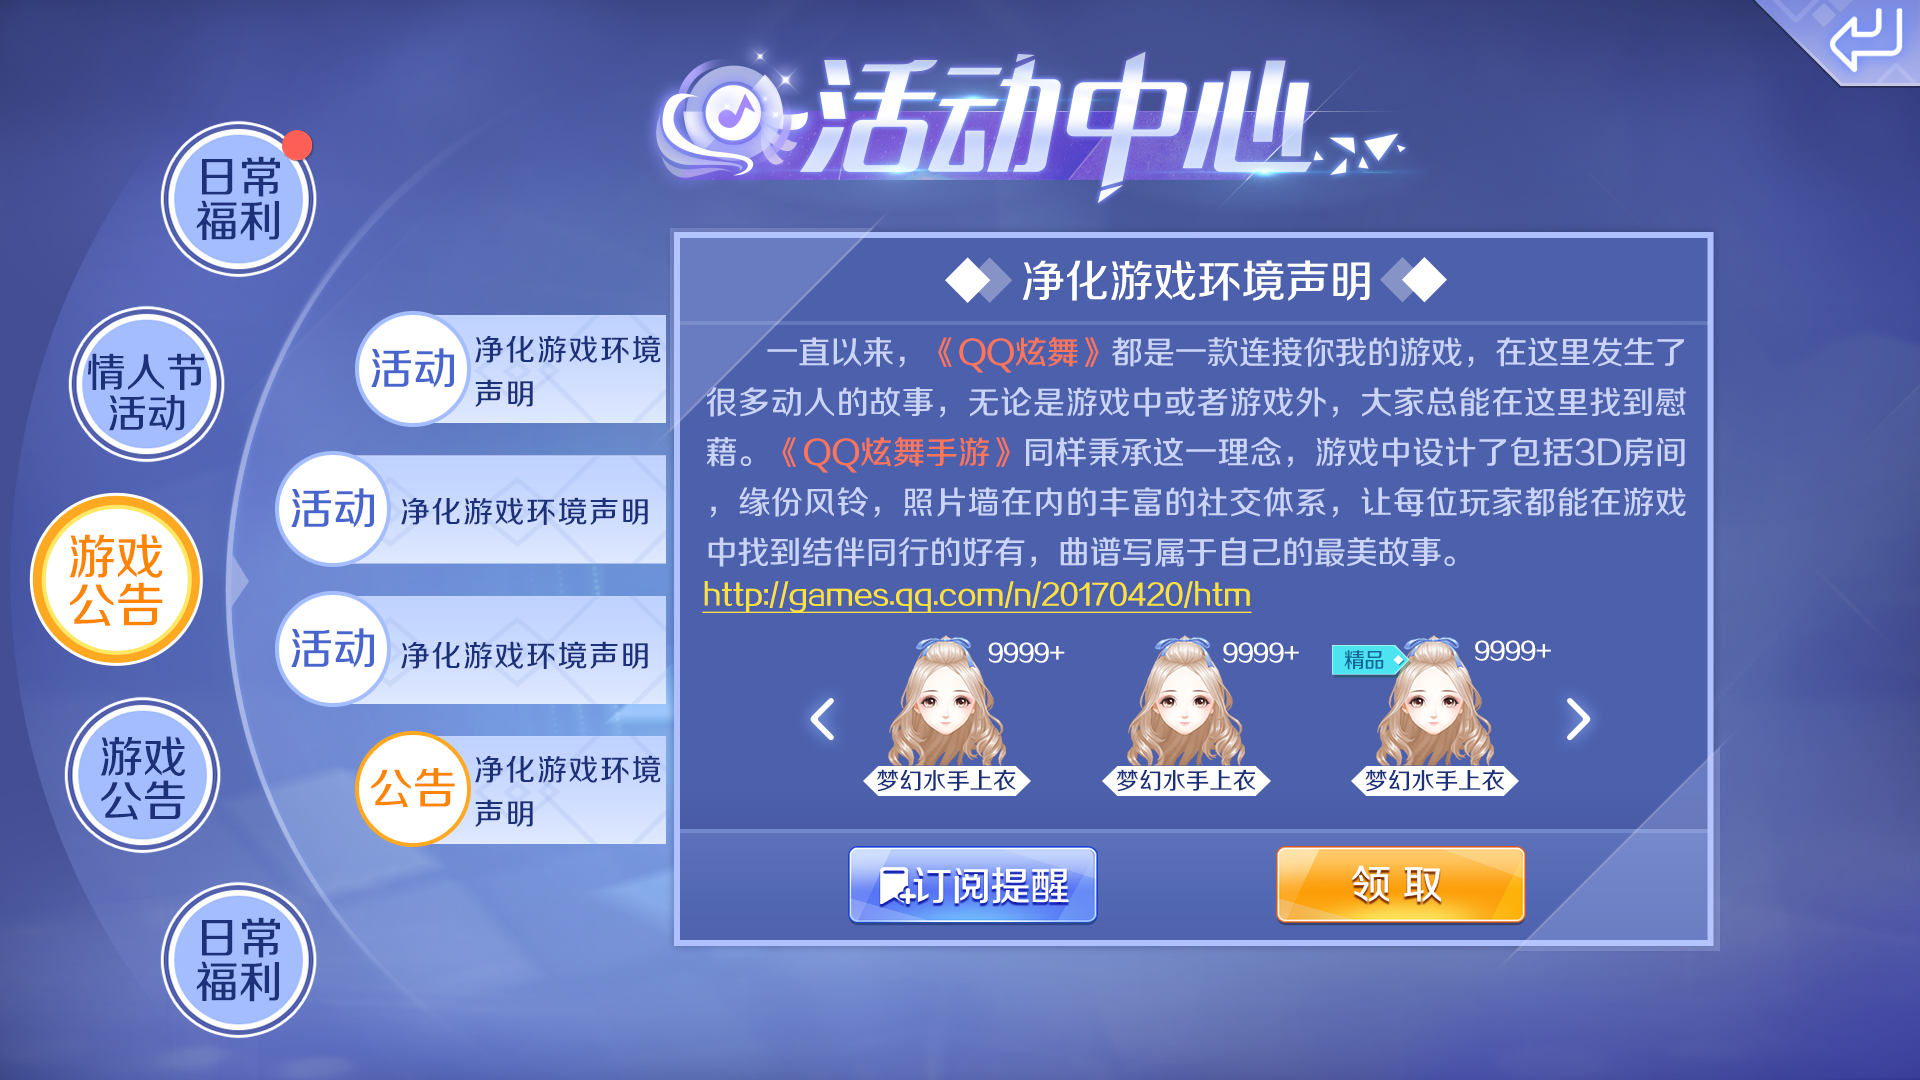 活动中心
日常
福利
情人节
活动
游戏
公告
游戏
公告
日常
福利
活动
净化游戏环境
声明
活动
净化游戏环境声明
活动
净化游戏环境声明
公告
净化游戏环境
声明
净化游戏环境声明
一直以来，《QQ炫舞》都是一款连接你我的游戏，在这里发生了
很多动人的故事，无论是游戏中或者游戏外，大家总能在这里找到慰
藉。《QQ炫舞手游》同样秉承这一理念，游戏中设计了包括3D房间
，缘份风铃，照片墙在内的丰富的社交体系，让每位玩家都能在游戏
中找到结伴同行的好有，曲谱写属于自己的最美故事。
http://games.qq.com/n/20170420/htm
9999+
9999+
精品
9999+
梦幻水手上衣
梦幻水手上衣
梦幻水手上衣
订阅提醒
领取